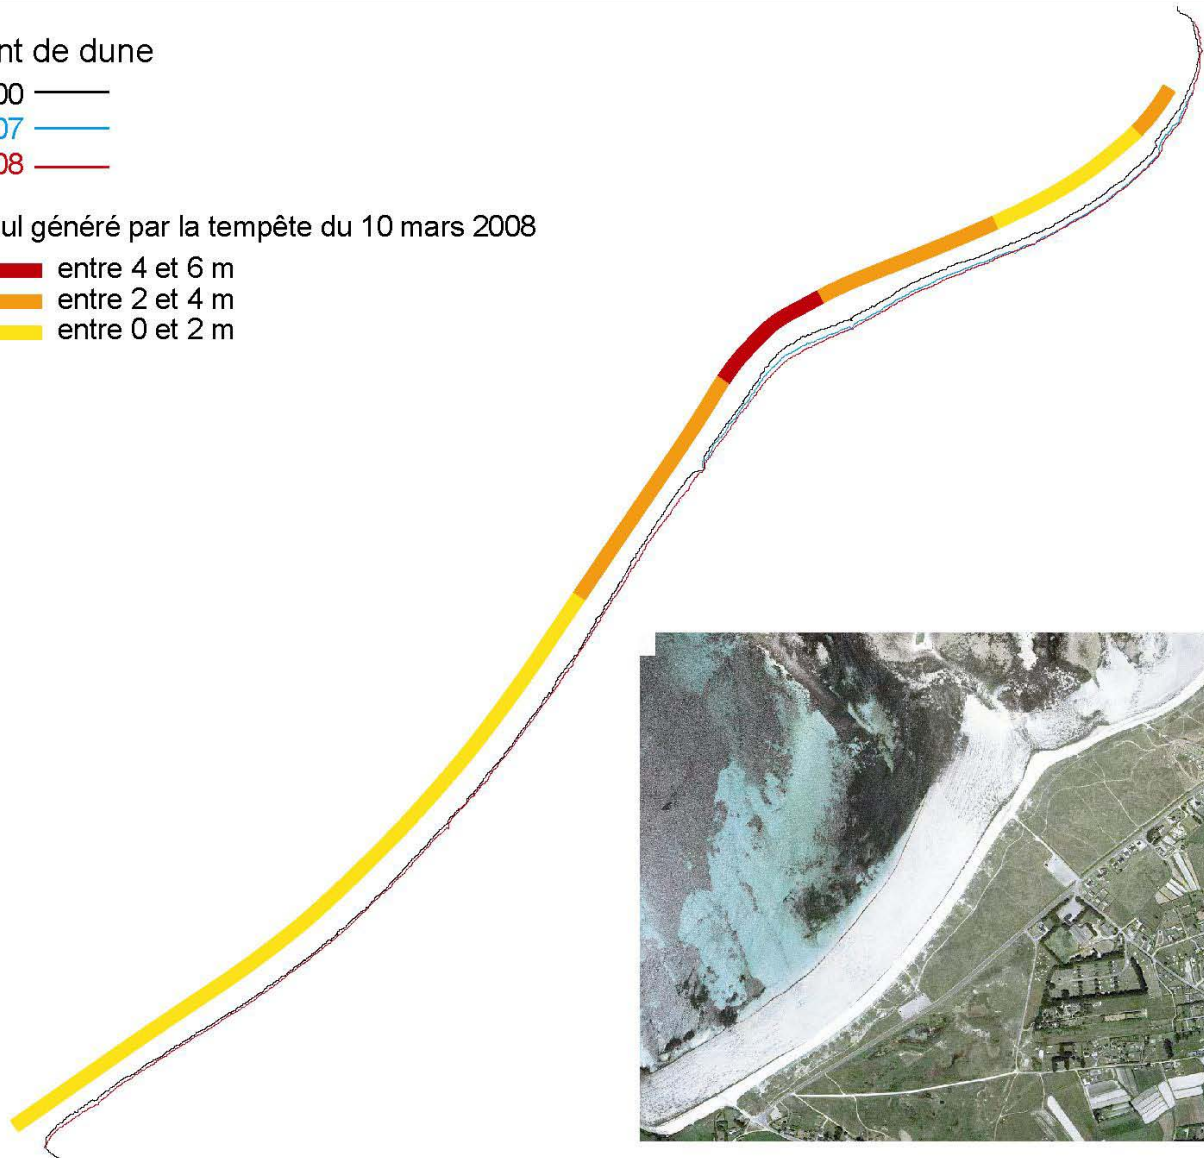 nt de dune
00
07
08
ul généré par la tempête du 10 mars 2008
entre 4 et 6 m
entre 2 et 4 m
entre 0 et 2 m